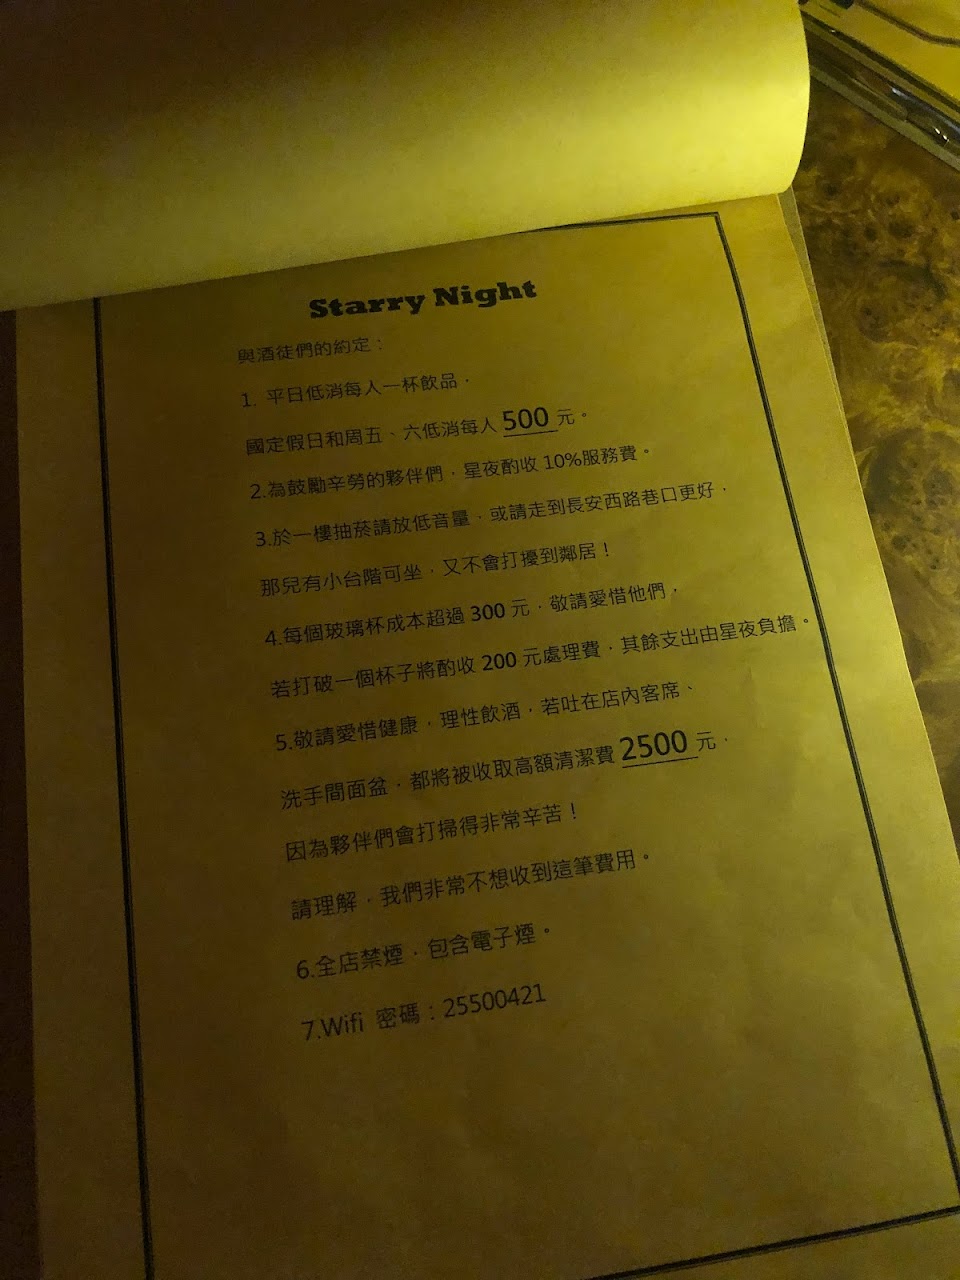 Starry Night
與酒徒們的約定：
1. 平日低消每人一杯飲品，
國定假日和周五、六低消每人 500 元。
2.為鼓勵辛勞的夥伴們，星夜酌收 10%服務費。
3.於一樓抽菸請放低音量，或請走到長安西路巷口更好，
那兒有小台階可坐，又不會打擾到鄰居！
4.每個玻璃杯成本超過 300 元，敬請愛惜他們，
若打破一個杯子將酌收 200 元處理費，其餘支出由星夜負擔。
5.敬請愛惜健康，理性飲酒，若吐在店內客席、
洗手間面盆，都將被收取高額清潔費 2500 元，
因為夥伴們會打掃得非常辛苦！
請理解，我們非常不想收到這筆費用。
6.全店禁煙，包含電子煙。
7.Wifi 密碼：25500421